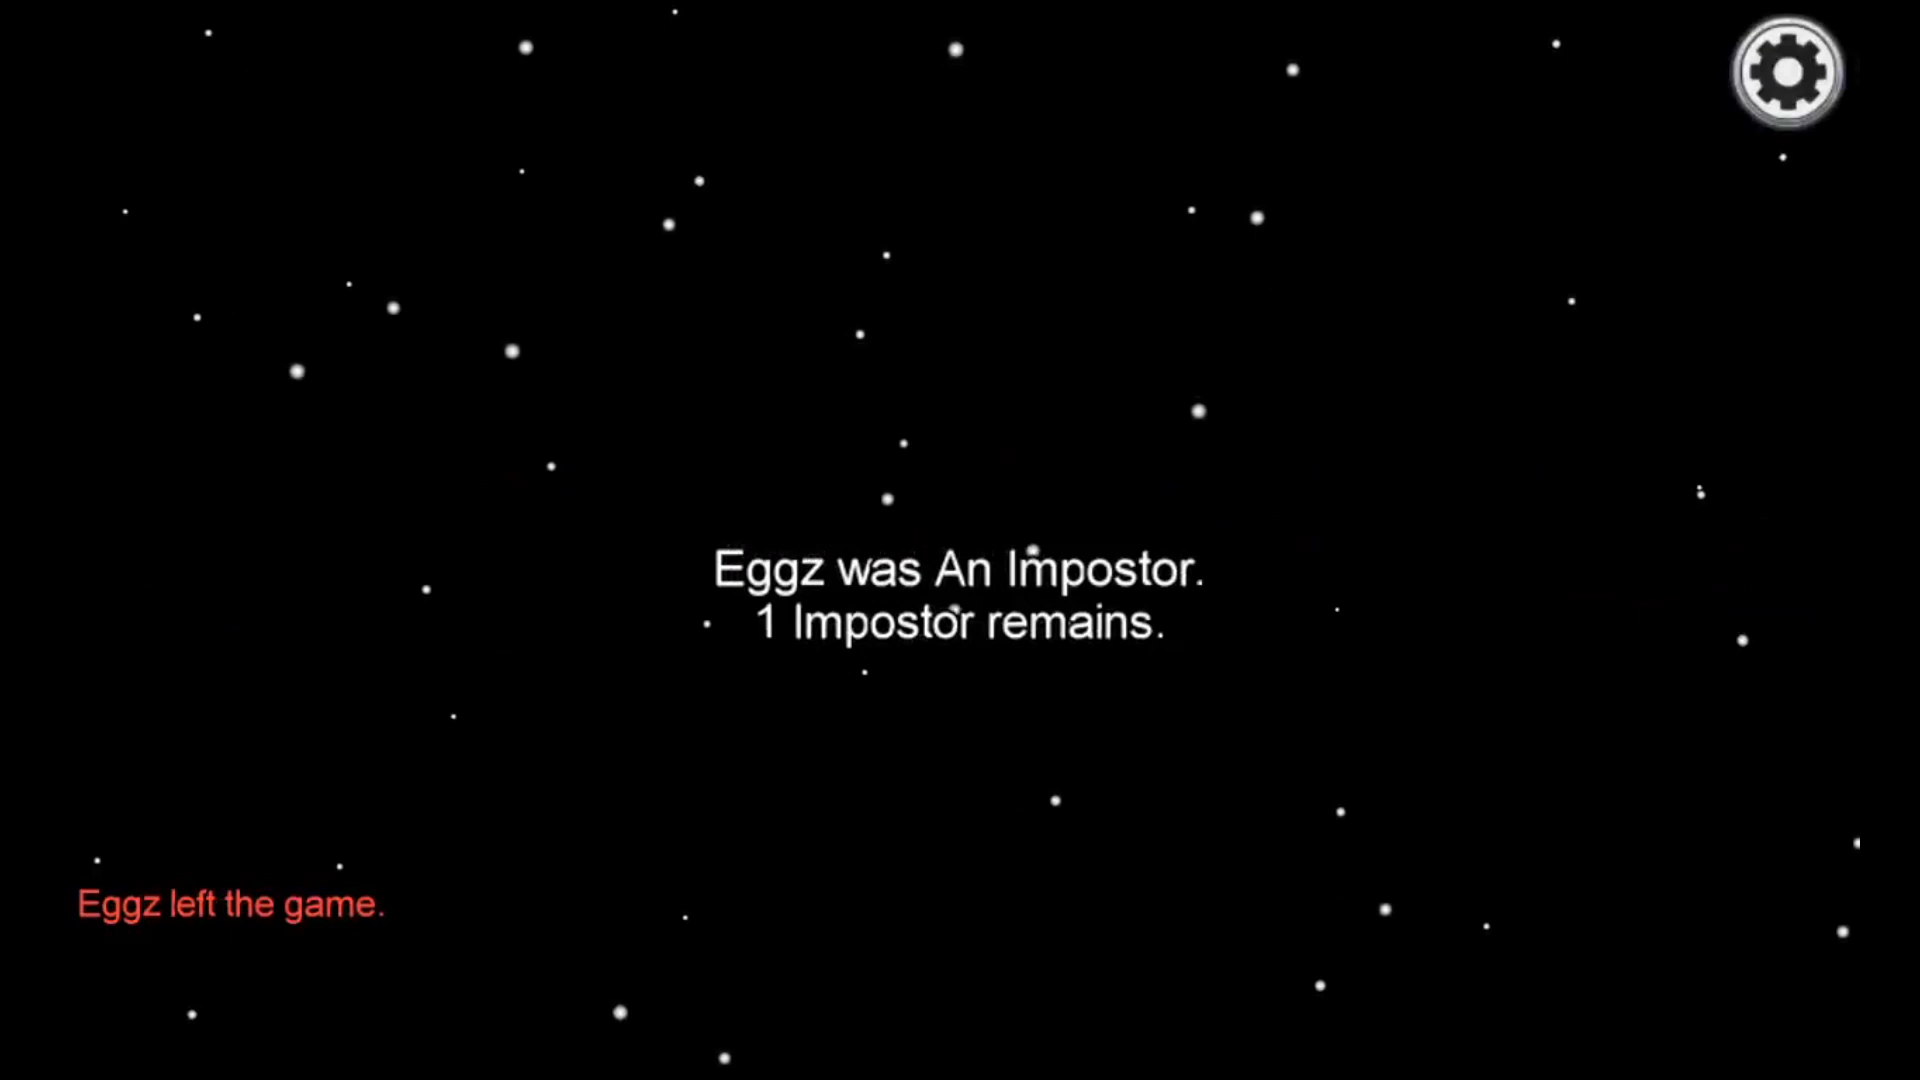 Eggz was An Impostor.
1 Impostor remains.
Eggz left the game.